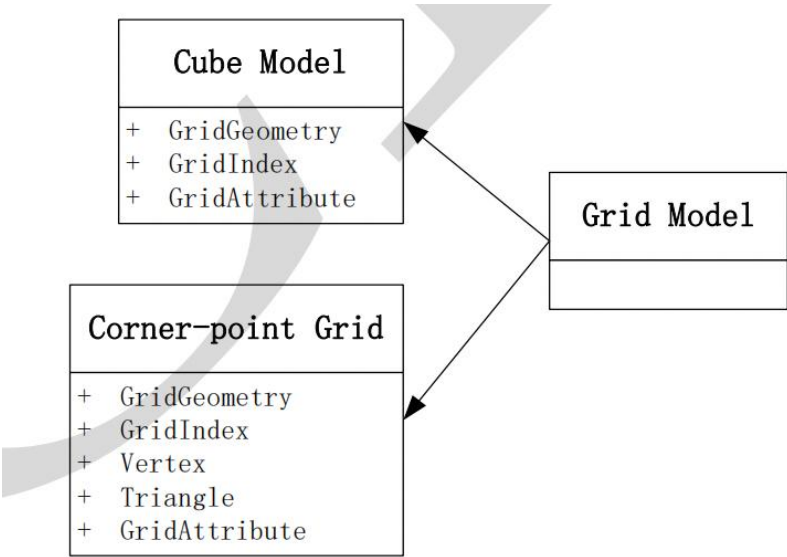 Cube Model
+ GridGeometry
+ GridIndex
+ GridAttribute
Grid Model
Corner-point Grid
+ GridGeometry
+ GridIndex
+ Vertex
+ Triangle
+ GridAttribute